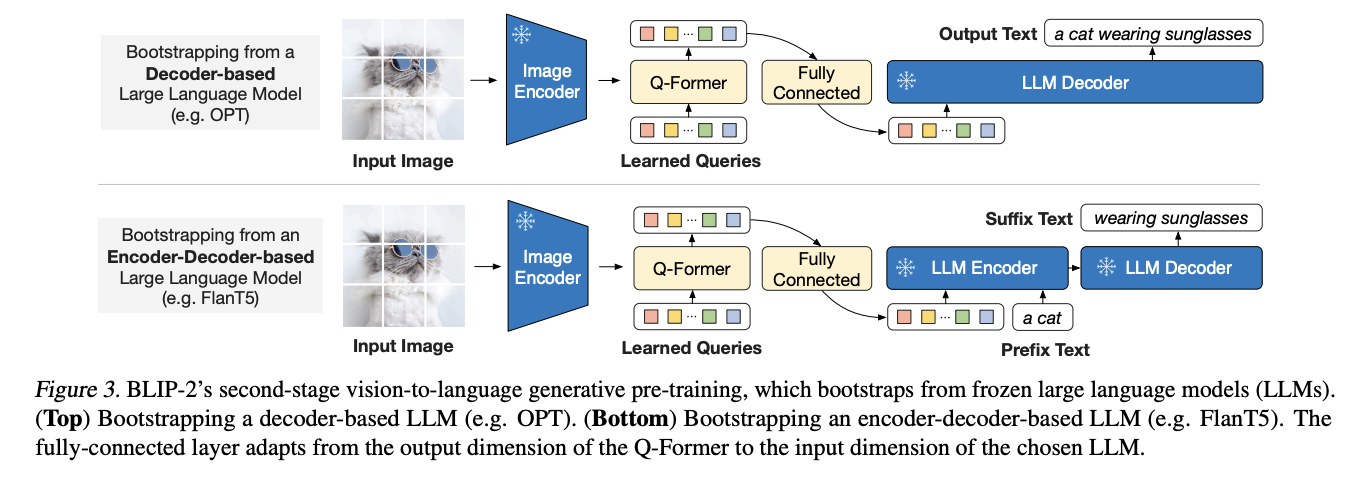 Bootstrapping from a
Decoder-based
Large Language Model
(e.g. OPT)
Input Image
Image
Encoder
Q-Former
Learned Queries
Fully
Connected
Output Text
a cat wearing sunglasses
LLM Decoder
Bootstrapping from an
Encoder-Decoder-based
Large Language Model
(e.g. FlanT5)
Input Image
Image
Encoder
Q-Former
Learned Queries
Fully
Connected
Suffix Text
wearing sunglasses
LLM Encoder
LLM Decoder
a cat
Prefix Text
Figure 3. BLIP-2’s second-stage vision-to-language generative pre-training, which bootstraps from frozen large language models (LLMs).
(Top) Bootstrapping a decoder-based LLM (e.g. OPT). (Bottom) Bootstrapping an encoder-decoder-based LLM (e.g. FlanT5). The
fully-connected layer adapts from the output dimension of the Q-Former to the input dimension of the chosen LLM.